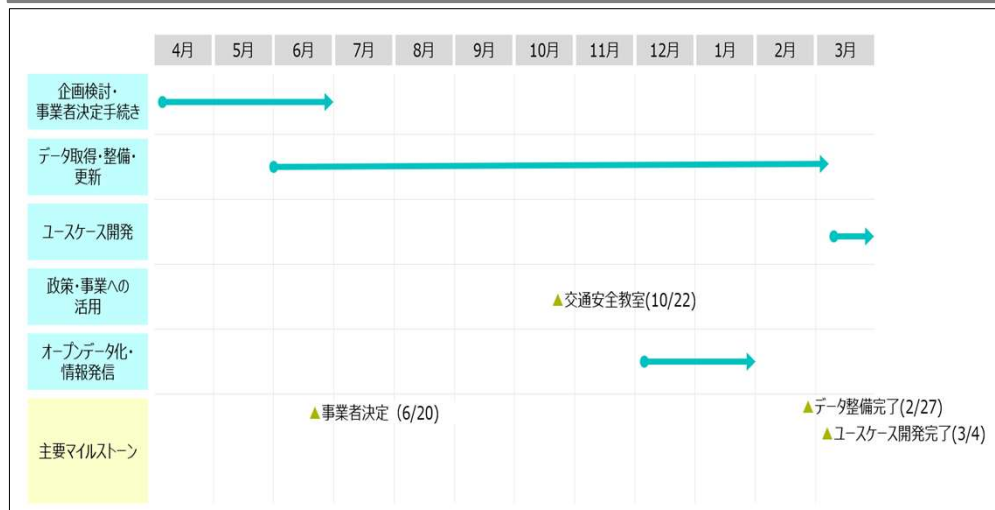 4月 5月 6月 7月 8月 9月 10月 11月 12月 1月 2月 3月
企画検討・
事業者決定手続き
データ取得・整備・
更新
ユースケース開発
政策・事業への
活用
▲交通安全教室(10/22)
オープンデータ化・
情報発信
主要マイルストーン
▲事業者決定（6/20）
▲データ整備完了(2/27)
▲ユースケース開発完了(3/4)